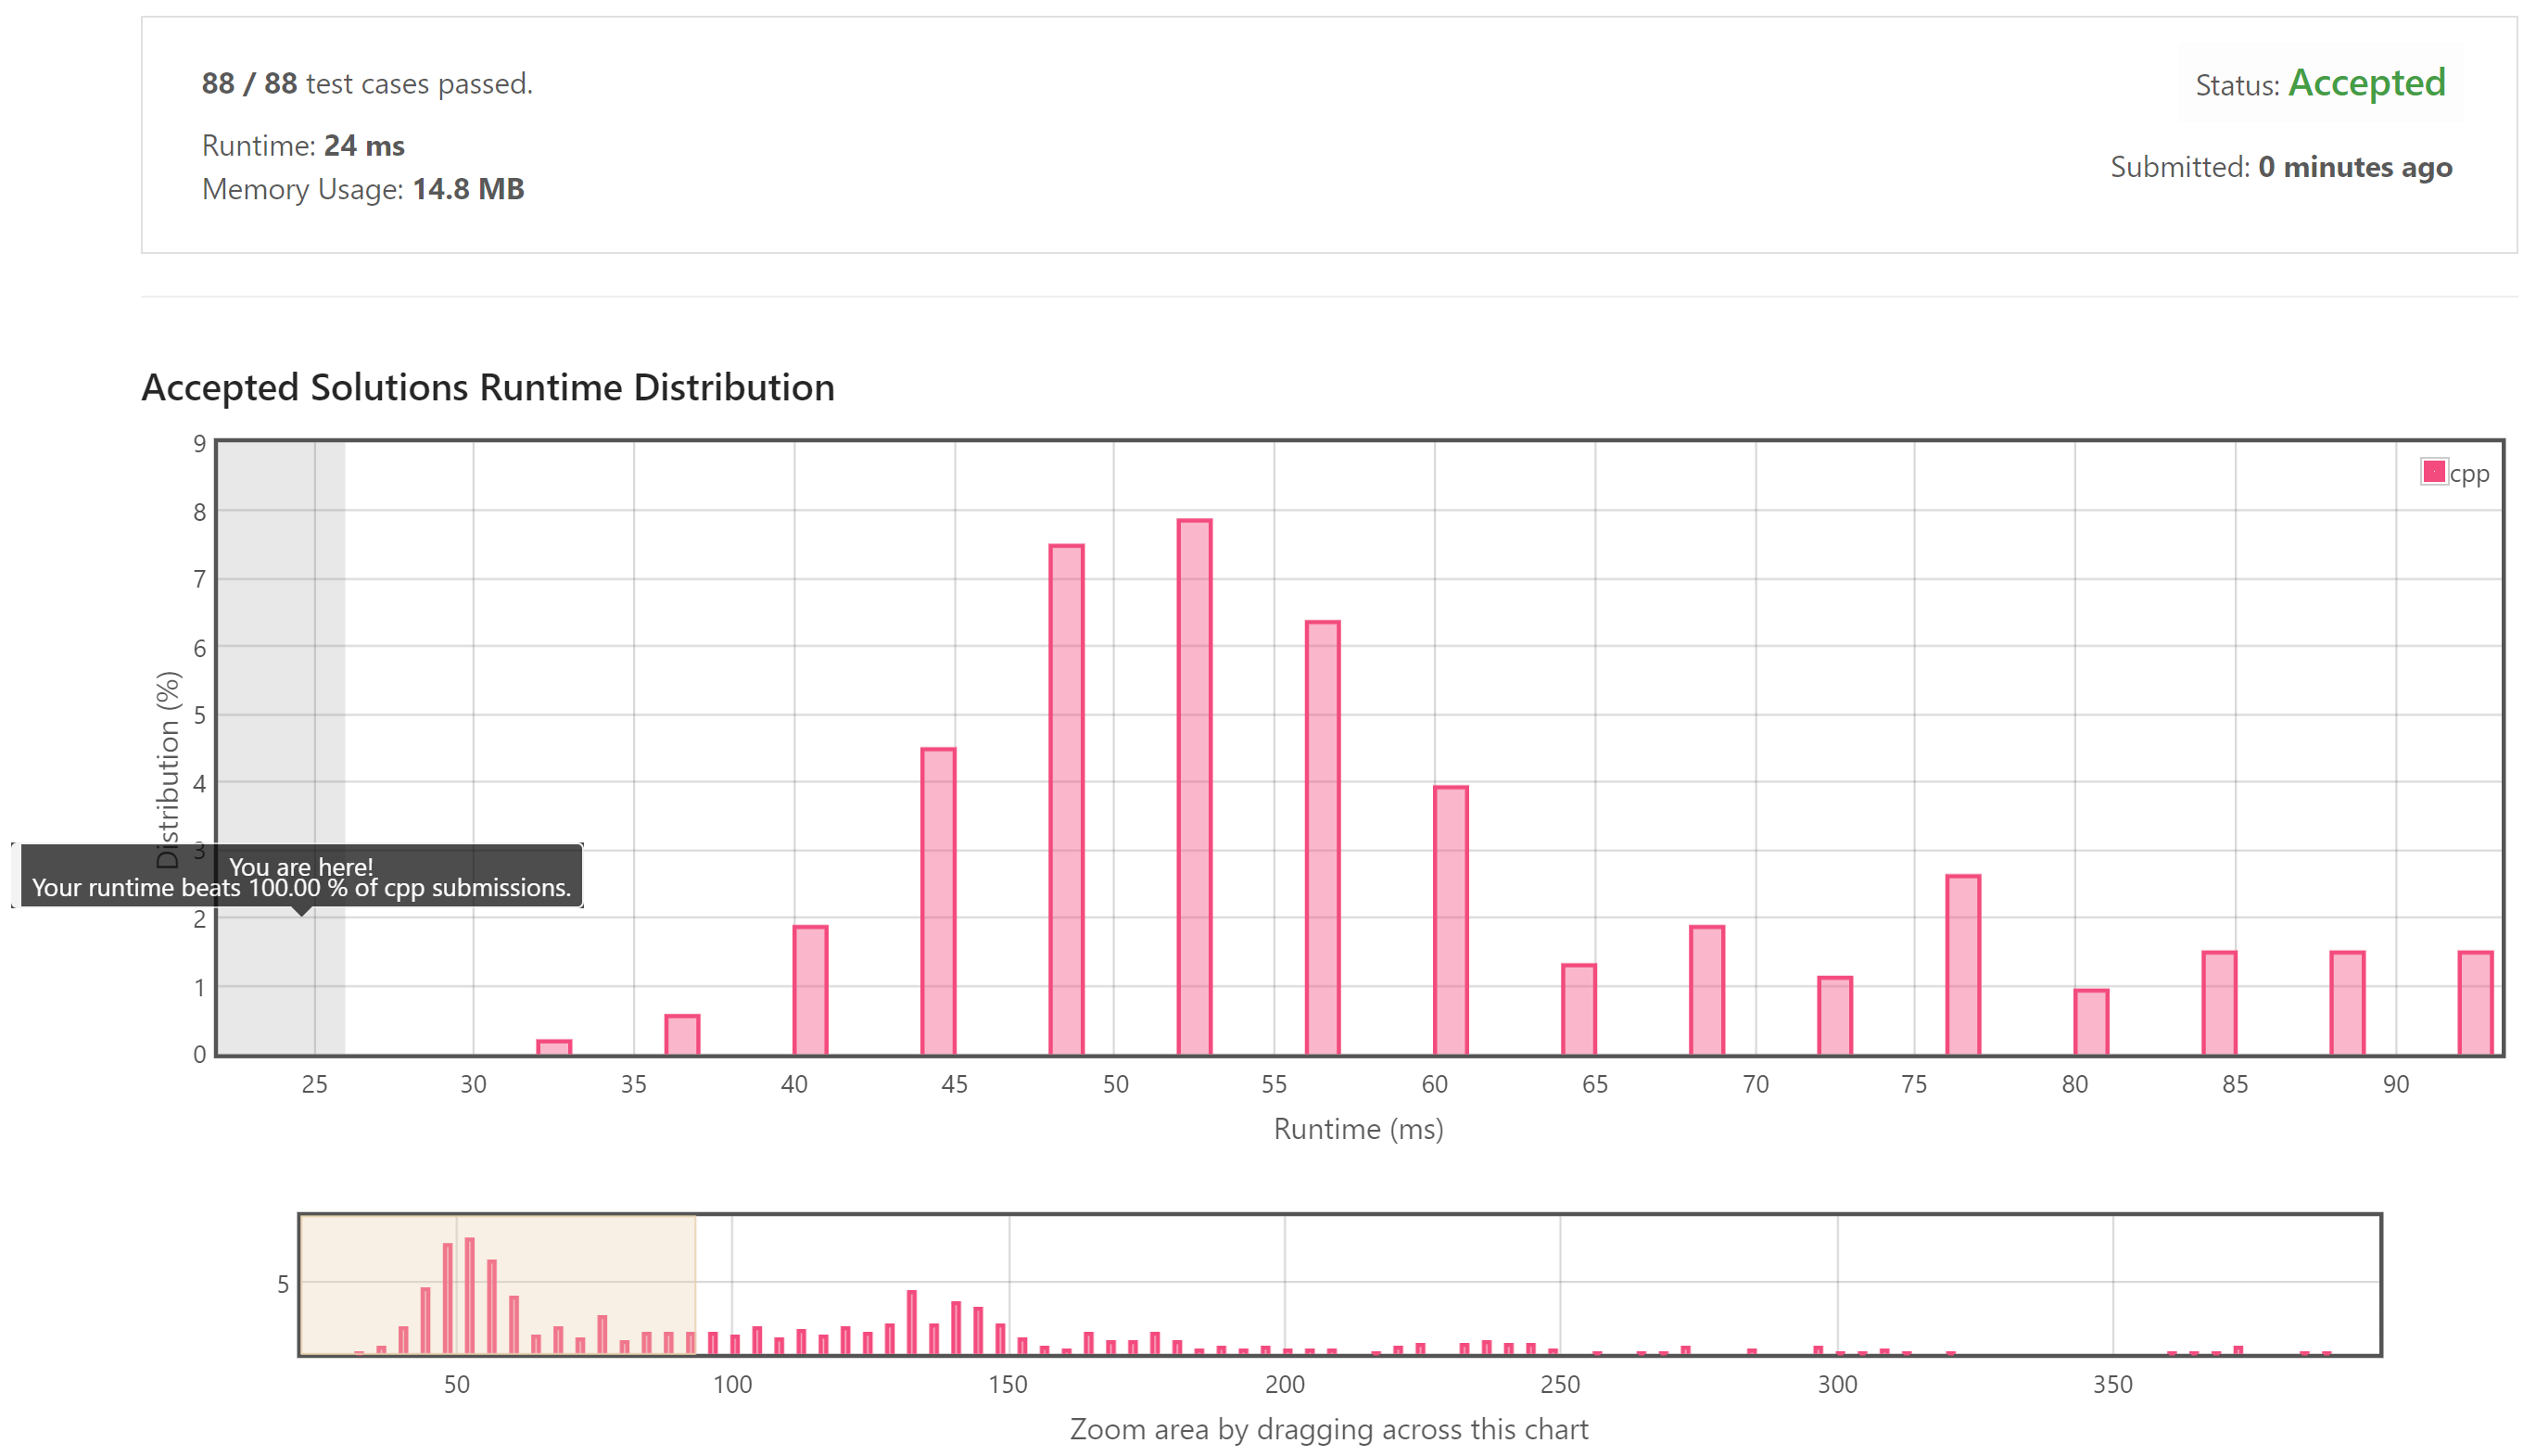 88 / 88 test cases passed.
Status: Accepted
Runtime: 24 ms
Submitted: 0 minutes ago
Memory Usage: 14.8 MB
Accepted Solutions Runtime Distribution
9
cpp
8
7
6
5
4
3
2
1
0
Distribution (%)
You are here!
Your runtime beats 100.00 % of cpp submissions.
25 30 35 40 45 50 55 60 65 70 75 80 85 90
Runtime (ms)
5
50 100 150 200 250 300 350
Zoom area by dragging across this chart